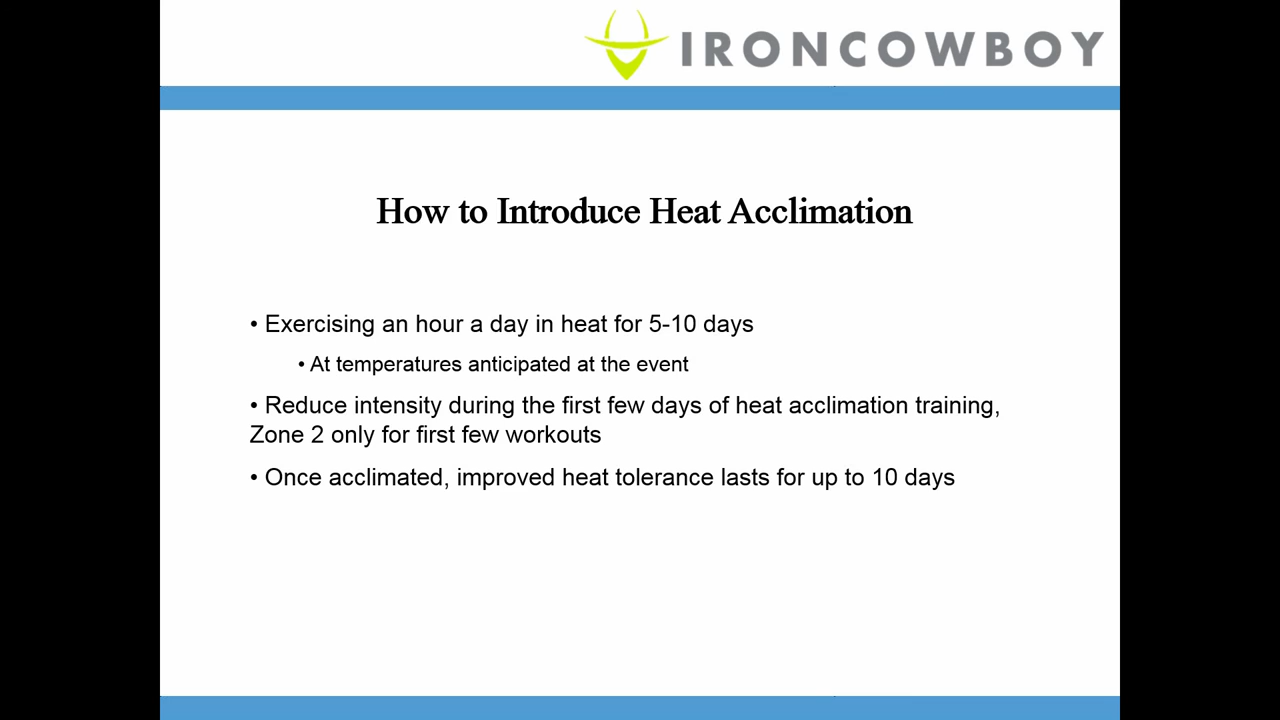 IRONCOWBOY
How to Introduce Heat Acclimation
• Exercising an hour a day in heat for 5-10 days
• At temperatures anticipated at the event
• Reduce intensity during the first few days of heat acclimation training,
Zone 2 only for first few workouts
• Once acclimated, improved heat tolerance lasts for up to 10 days